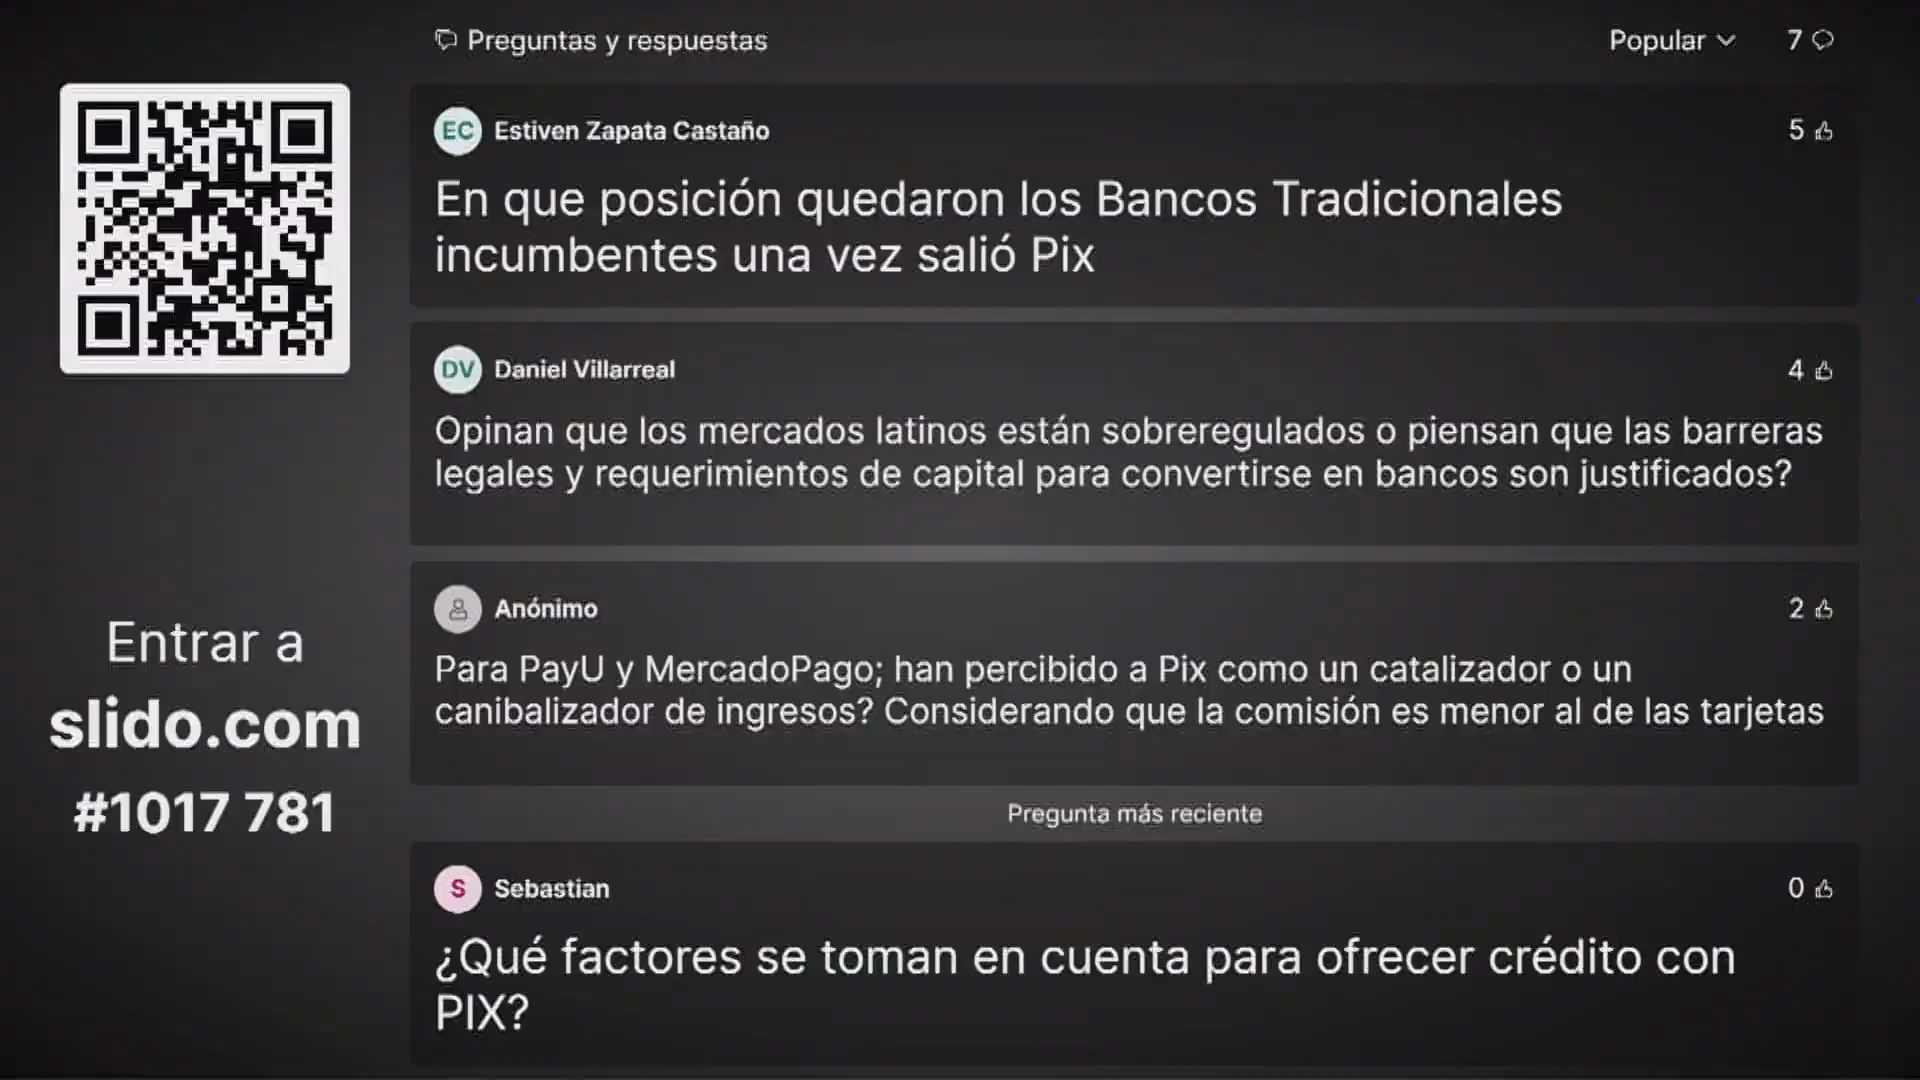 Preguntas y respuestas
Popular
7
EC Estiven Zapata Castaño
5
En que posición quedaron los Bancos Tradicionales
incumbentes una vez salió Pix
DV Daniel Villarreal
4
Opinan que los mercados latinos están sobreregulados o piensan que las barreras
legales y requerimientos de capital para convertirse en bancos son justificados?
Anónimo
2
Para PayU y MercadoPago; han percibido a Pix como un catalizador o un
canibalizador de ingresos? Considerando que la comisión es menor al de las tarjetas
Pregunta más reciente
S Sebastian
0
¿Qué factores se toman en cuenta para ofrecer crédito con
PIX?
Entrar a
slido.com
#1017 781